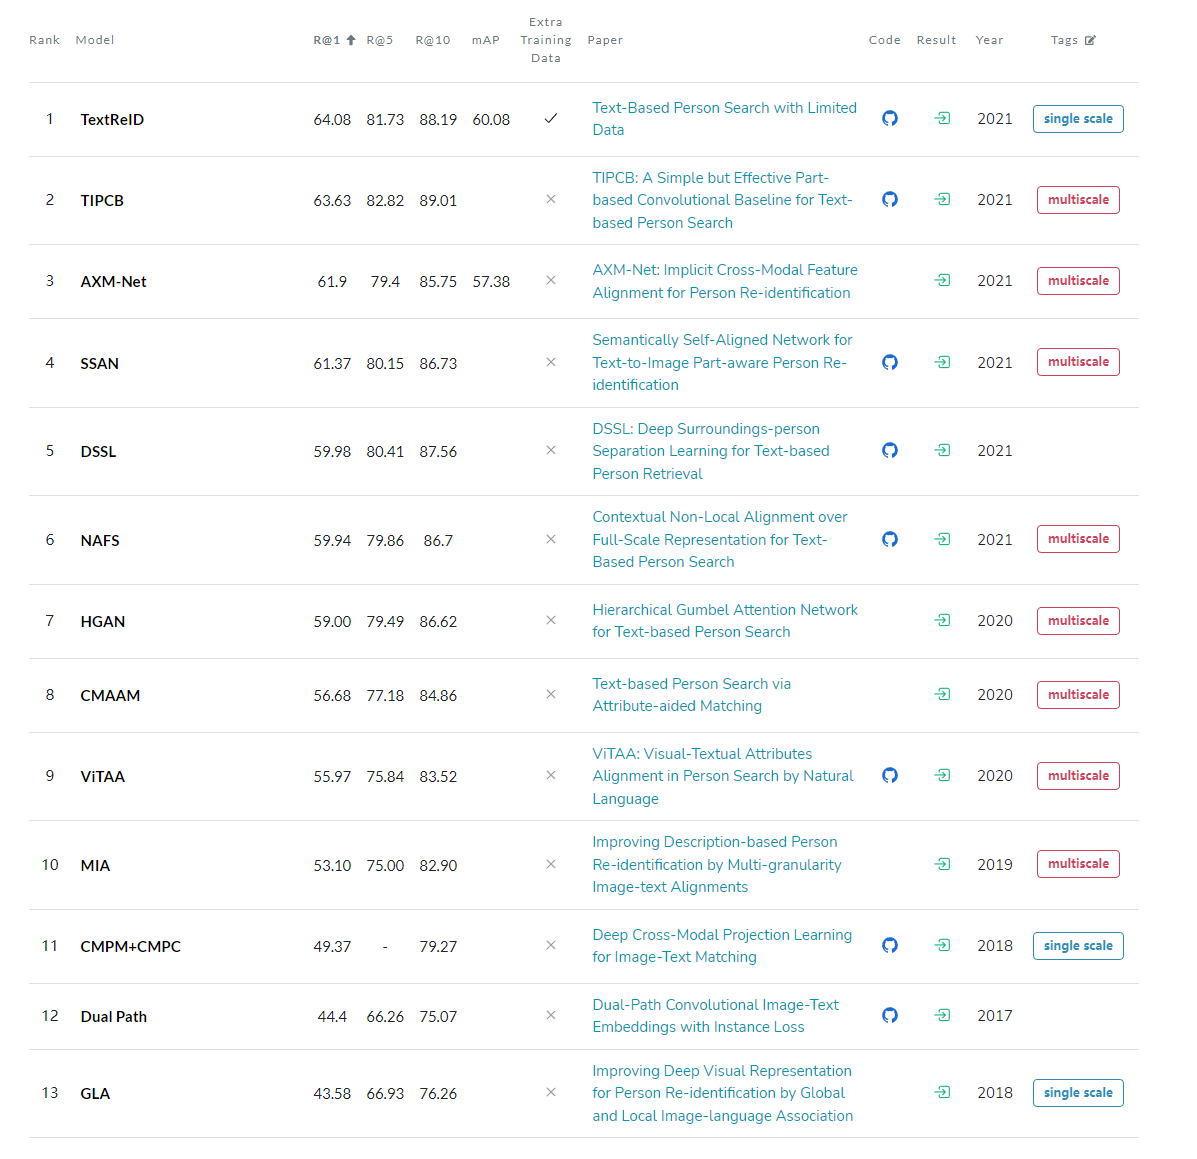 Rank Model R@1 R@5 R@10 mAP Extra Training Data Paper Code Result Year Tags
1 TextReID 64.08 81.73 88.19 60.08 Text-Based Person Search with Limited
Data 2021 single scale
2 TIPCB 63.63 82.82 89.01 TIPCB: A Simple but Effective Part-
based Convolutional Baseline for Text-
based Person Search 2021 multiscale
3 AXM-Net 61.9 79.4 85.75 57.38 AXM-Net: Implicit Cross-Modal Feature
Alignment for Person Re-identification 2021 multiscale
4 SSAN 61.37 80.15 86.73 Semantically Self-Aligned Network for
Text-to-Image Part-aware Person Re-
identification 2021 multiscale
5 DSSL 59.98 80.41 87.56 DSSL: Deep Surroundings-person
Separation Learning for Text-based
Person Retrieval 2021
6 NAFS 59.94 79.86 86.7 Contextual Non-Local Alignment over
Full-Scale Representation for Text-
Based Person Search 2021 multiscale
7 HGAN 59.00 79.49 86.62 Hierarchical Gumbel Attention Network
for Text-based Person Search 2020 multiscale
8 CMAAM 56.68 77.18 84.86 Text-based Person Search via
Attribute-aided Matching 2020 multiscale
9 ViTAA 55.97 75.84 83.52 ViTAA: Visual-Textual Attributes
Alignment in Person Search by Natural
Language 2020 multiscale
10 MIA 53.10 75.00 82.90 Improving Description-based Person
Re-identification by Multi-granularity
Image-text Alignments 2019 multiscale
11 CMPM+CMPC 49.37 - 79.27 Deep Cross-Modal Projection Learning
for Image-Text Matching 2018 single scale
12 Dual Path 44.4 66.26 75.07 Dual-Path Convolutional Image-Text
Embeddings with Instance Loss 2017
13 GLA 43.58 66.93 76.26 Improving Deep Visual Representation
for Person Re-identification by Global
and Local Image-language Association 2018 single scale